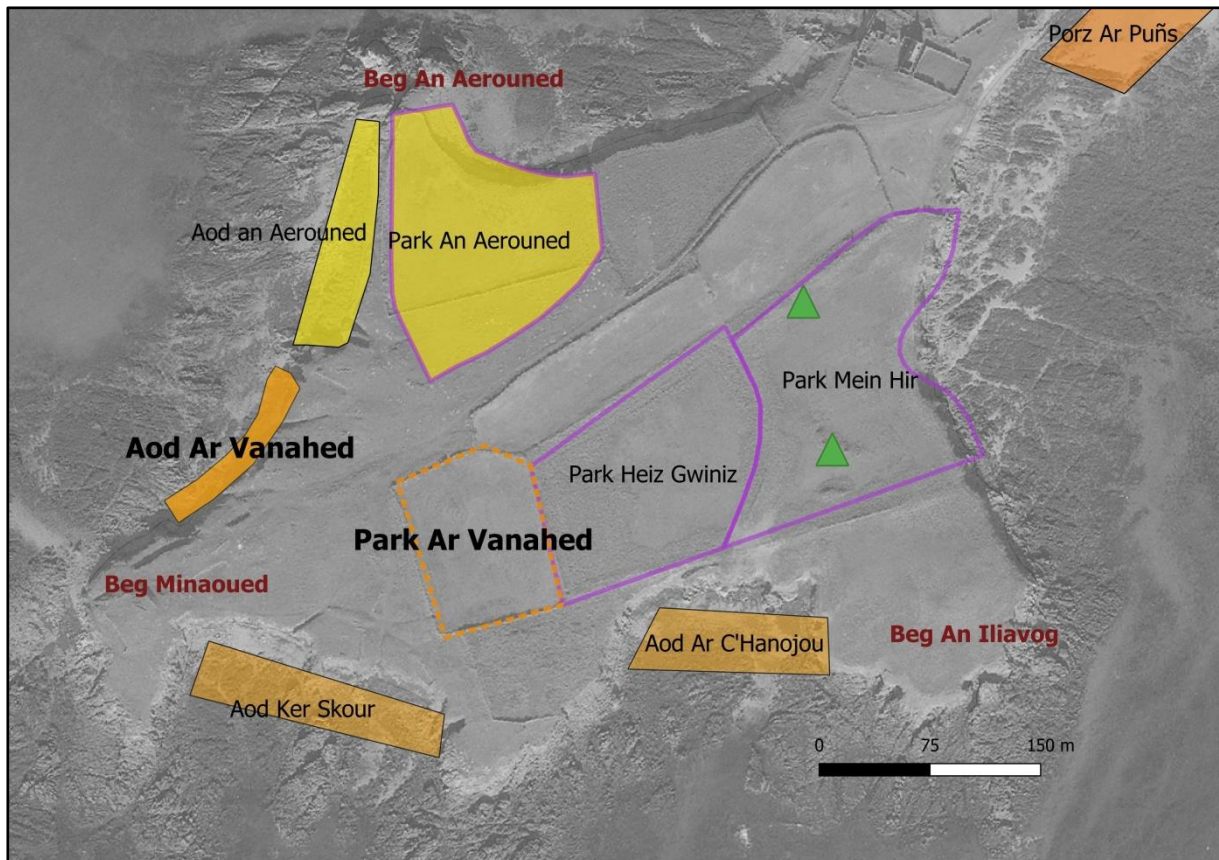 Porz Ar Puñs
Beg An Aerouned
Aod an Aerouned
Park An Aerouned
Park Mein Hir
Aod Ar Vanahed
Park Heiz Gwiniz
Park Ar Vanahed
Beg Minaoued
Beg An Iliavog
Aod Ar C'Hanojou
Aod Ker Skour
0 75 150 m